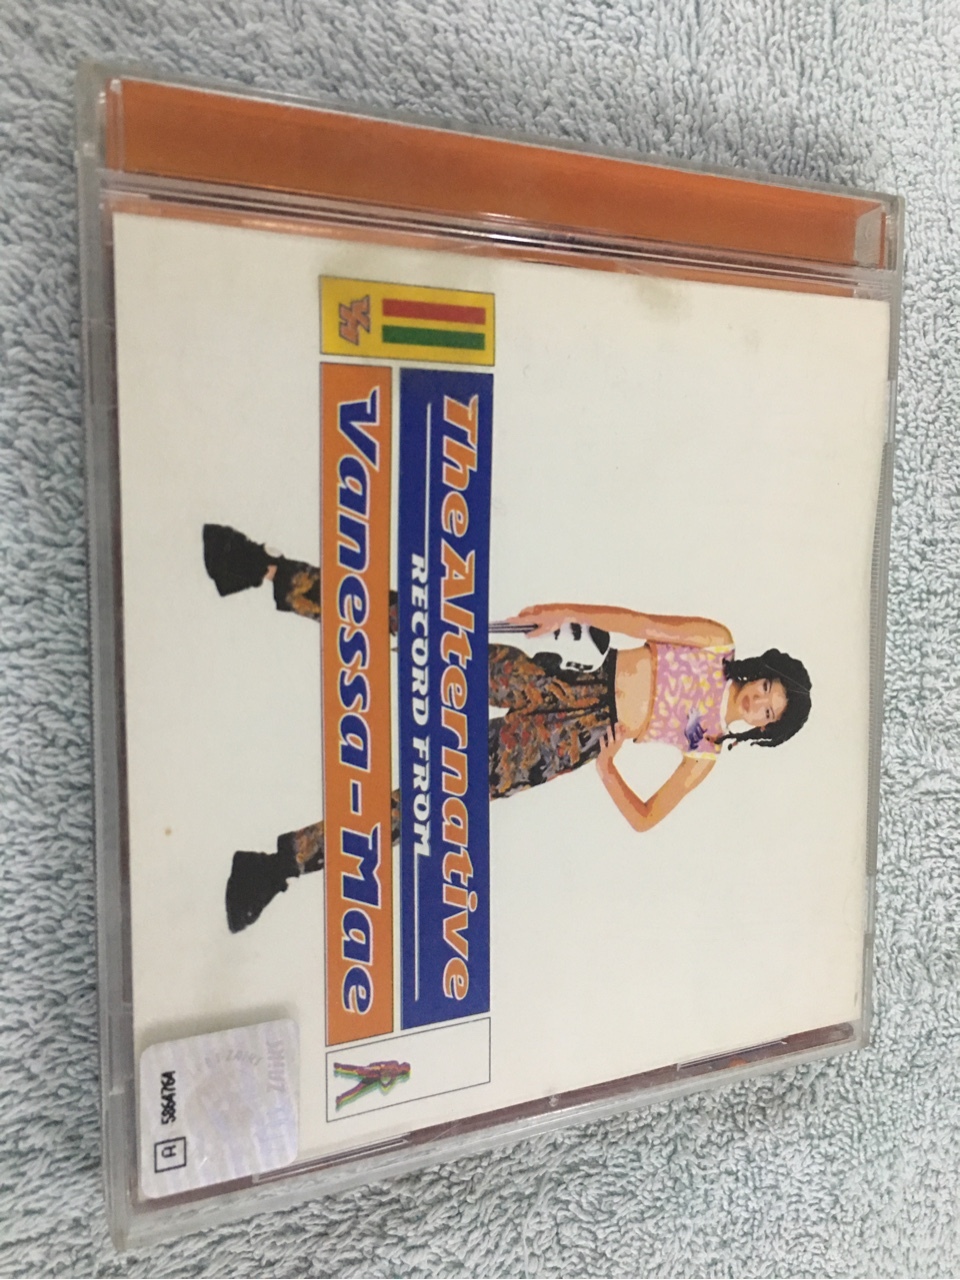 The Alternative
RECORD FROM
Vanessa-Mae
A